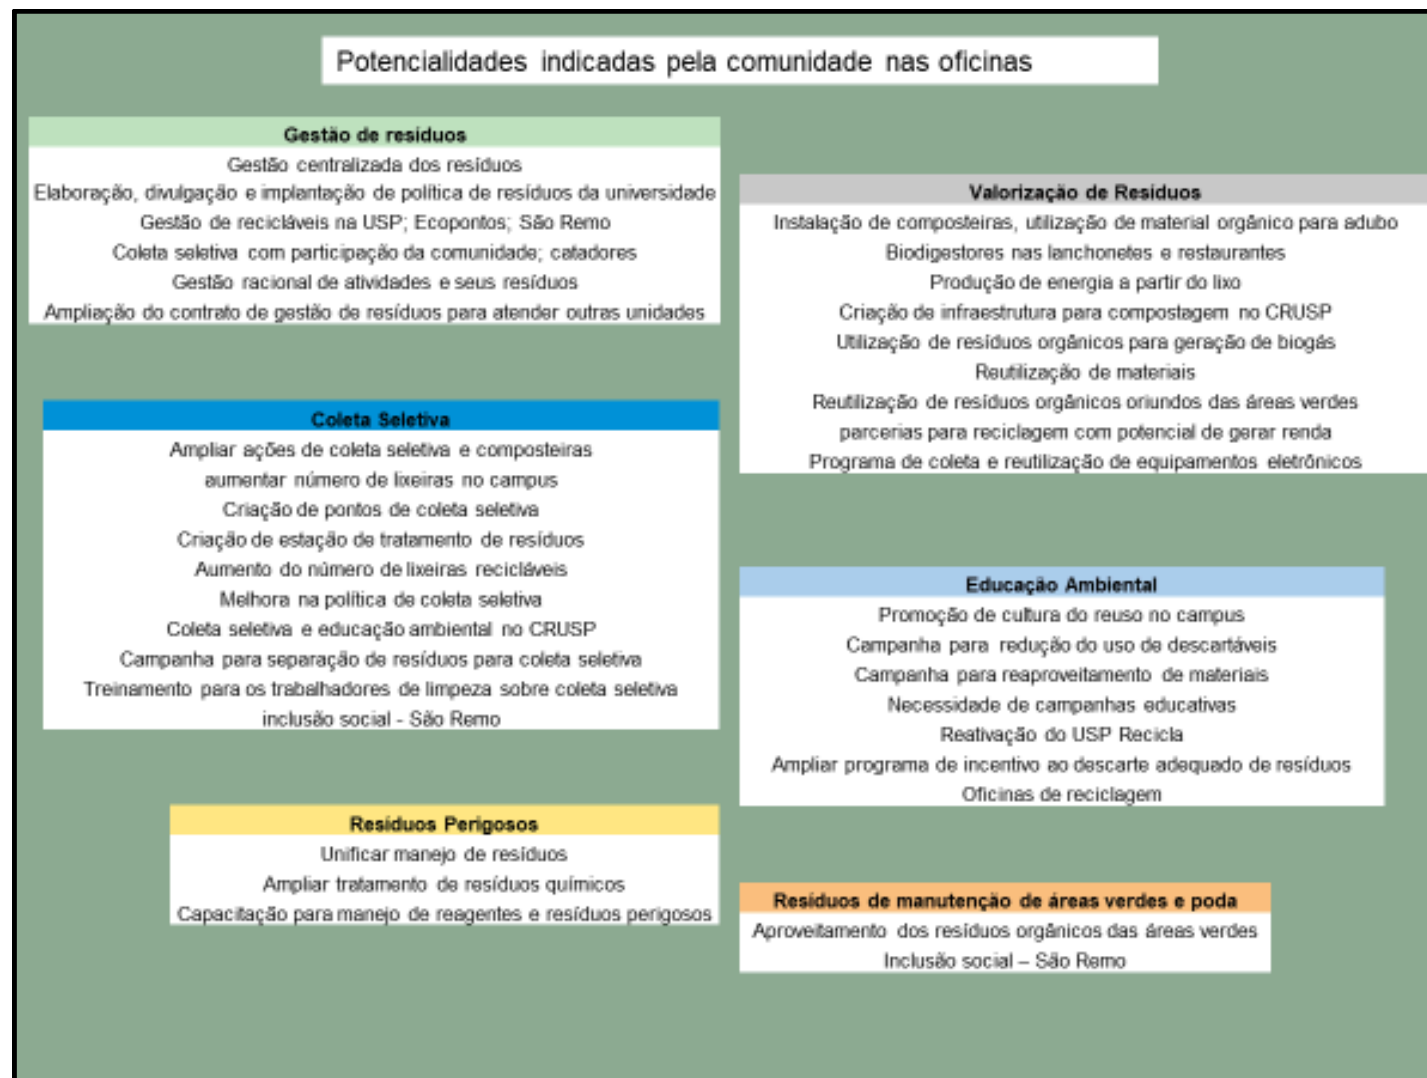 Potencialidades indicadas pela comunidade nas oficinas
Gestão de resíduos
Gestão centralizada dos resíduos
Elaboração, divulgação e implantação de política de resíduos da universidade
Gestão de recicláveis na USP; Ecopontos; São Remo
Coleta seletiva com participação da comunidade; catadores
Gestão racional de atividades e seus resíduos
Ampliação do contrato de gestão de resíduos para atender outras unidades
Coleta Seletiva
Ampliar ações de coleta seletiva e composteiras
aumentar número de lixeiras no campus
Criação de pontos de coleta seletiva
Criação de estação de tratamento de resíduos
Aumento do número de lixeiras recicláveis
Melhora na política de coleta seletiva
Coleta seletiva e educação ambiental no CRUSP
Campanha para separação de resíduos para coleta seletiva
Treinamento para os trabalhadores de limpeza sobre coleta seletiva
inclusão social - São Remo
Resíduos Perigosos
Unificar manejo de resíduos
Ampliar tratamento de resíduos químicos
Capacitação para manejo de reagentes e resíduos perigosos
Valorização de Resíduos
Instalação de composteiras, utilização de material orgânico para adubo
Biodigestores nas lanchonetes e restaurantes
Produção de energia a partir do lixo
Criação de infraestrutura para compostagem no CRUSP
Utilização de resíduos orgânicos para geração de biogás
Reutilização de materiais
Reutilização de resíduos orgânicos oriundos das áreas verdes
parcerias para reciclagem com potencial de gerar renda
Programa de coleta e reutilização de equipamentos eletrônicos
Educação Ambiental
Promoção de cultura do reuso no campus
Campanha para redução do uso de descartáveis
Campanha para reaproveitamento de materiais
Necessidade de campanhas educativas
Reativação do USP Recicla
Ampliar programa de incentivo ao descarte adequado de resíduos
Oficinas de reciclagem
Resíduos de manutenção de áreas verdes e poda
Aproveitamento dos resíduos orgânicos das áreas verdes
Inclusão social – São Remo